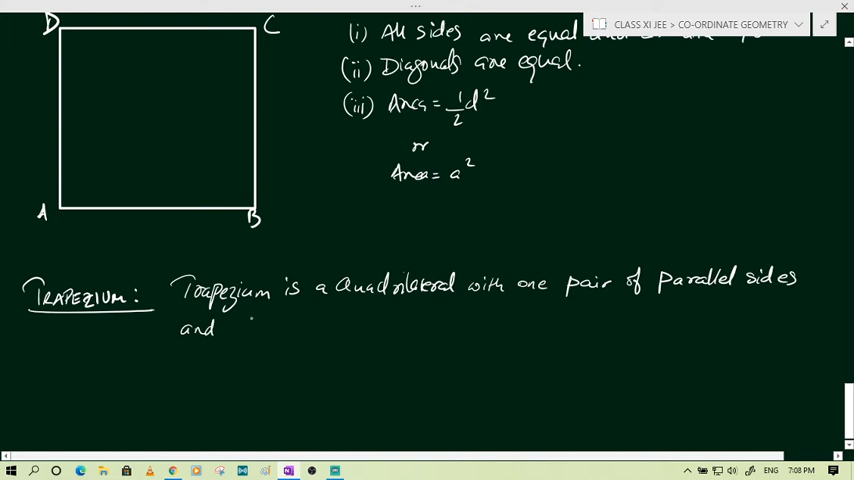 D
C
CLASS XI JEE > CO-ORDINATE GEOMETRY
(i) All sides are equal
(ii) Diagonals are equal.
(iii) Area = 1/2 d²
or
Area = a²
A
B
TRAPEZIUM: Trapezium is a Quadrilateral with one pair of parallel sides
and
ENG 7:08 PM